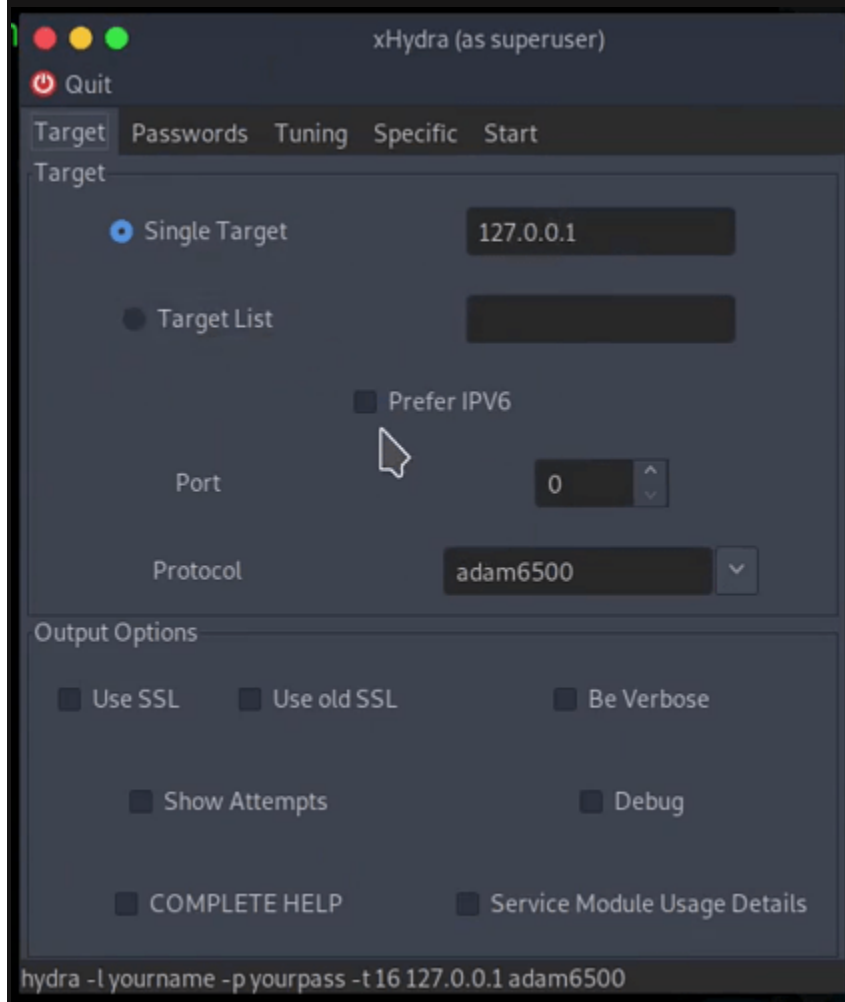 xHydra (as superuser)
Quit
Target Passwords Tuning Specific Start
Target
Single Target 127.0.0.1
Target List
Prefer IPV6
Port 0
Protocol adam6500
Output Options
Use SSL Use old SSL Be Verbose
Show Attempts Debug
COMPLETE HELP Service Module Usage Details
hydra -l yourname -p yourpass -t 16 127.0.0.1 adam6500